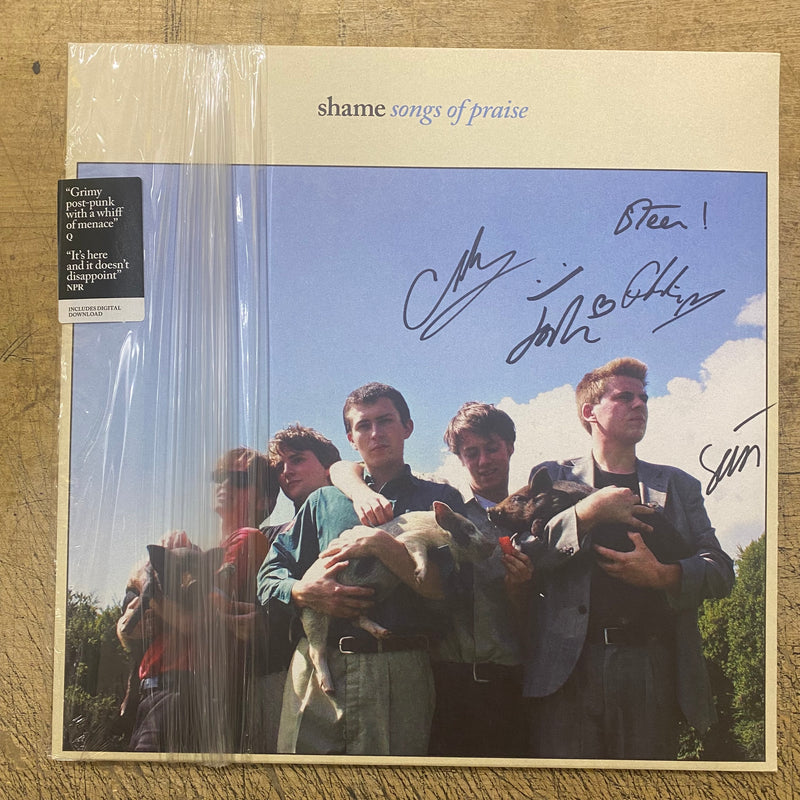 shame songs of praise
“Grimy
post-punk
with a whiff
of menace”
Q
“It’s here
and it doesn’t
disappoint”
NPR
INCLUDES DIGITAL
DOWNLOAD
Steen!
Josh